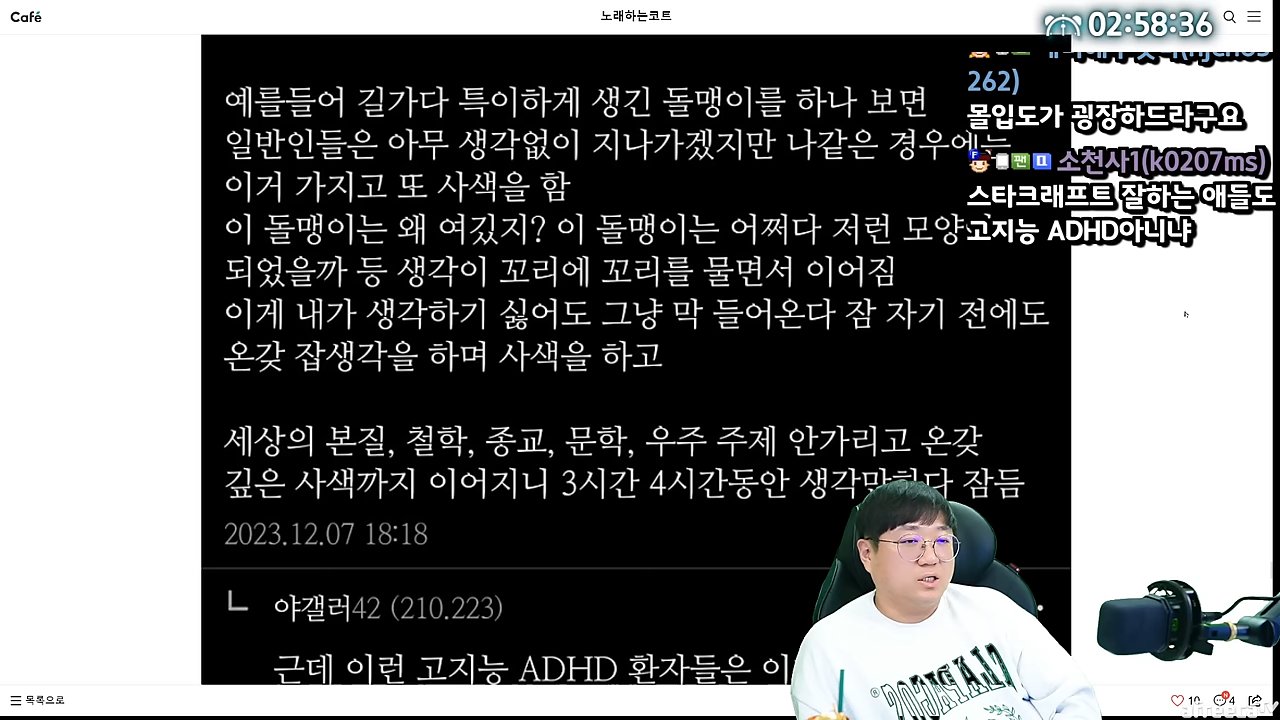 Café
노래하는코트
02:58:36
262)
몰입도가 굉장하드라구요
소천사1(k0207ms)
스타크래프트 잘하는 애들도
고지능 ADHD아니냐
예를들어 길가다 특이하게 생긴 돌맹이를 하나 보면
일반인들은 아무 생각없이 지나가겠지만 나같은 경우에는
이거 가지고 또 사색을 함
이 돌맹이는 왜 여깄지? 이 돌맹이는 어쩌다 저런 모양
되었을까 등 생각이 꼬리에 꼬리를 물면서 이어짐
이게 내가 생각하기 싫어도 그냥 막 들어온다 잠 자기 전에도
온갖 잡생각을 하며 사색을 하고
세상의 본질, 철학, 종교, 문학, 우주 주제 안가리고 온갖
깊은 사색까지 이어지니 3시간 4시간동안 생각만하다 잠듬
2023.12.07 18:18
야갤러42 (210.223)
근데 이런 고지능 ADHD 환자들은 이
목록으로
10
4
afreecaTV